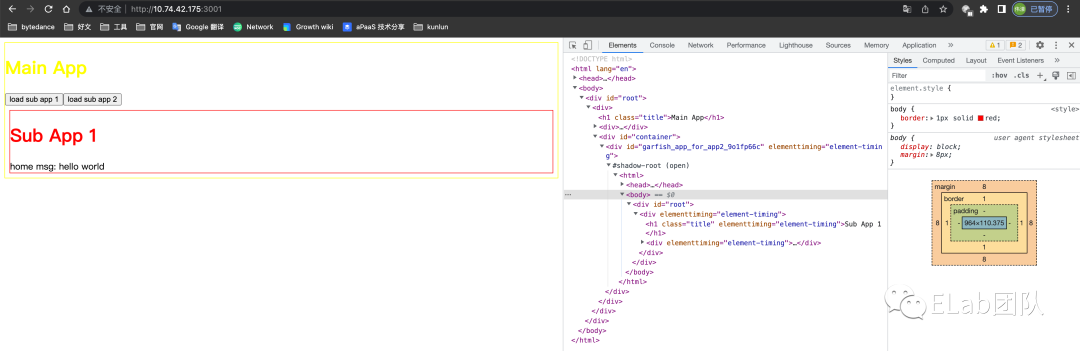 不安全 | http://10.74.42.175:3001
已暂停
bytedance 好文 工具 官网 Google 翻译 Network Growth wiki aPaaS 技术分享 kunlun
Main App
load sub app 1 load sub app 2
Sub App 1
home msg: hello world
Elements Console Network Performance Lighthouse Sources Memory Application » 1 2
<!DOCTYPE html>
<html lang="en">
<head>…</head>
<body>
<div id="root">
<div>
<h1 class="title">Main App</h1>
<div>…</div>
<div id="container">
<div id="garfish_app_for_app2_9o1fp66c" elementtiming="element-timin
g">
#shadow-root (open)
<html>
<head>…</head>
… <body> == $0
<div id="root">
<div elementtiming="element-timing">
<h1 class="title" elementtiming="element-timing">Sub App 1
</h1>
<div elementtiming="element-timing">…</div>
</div>
</div>
</body>
</html>
</div>
</div>
</div>
</div>
</body>
</html>
Styles Computed Layout Event Listeners »
Filter :hov .cls +
element.style {
}
body { <style>
border: 1px solid red;
}
body { user agent stylesheet
display: block;
margin: 8px;
}
margin 8
border 1
padding -
8 1 - 964×110.375 - 1 8
-
1
8
ELab团队